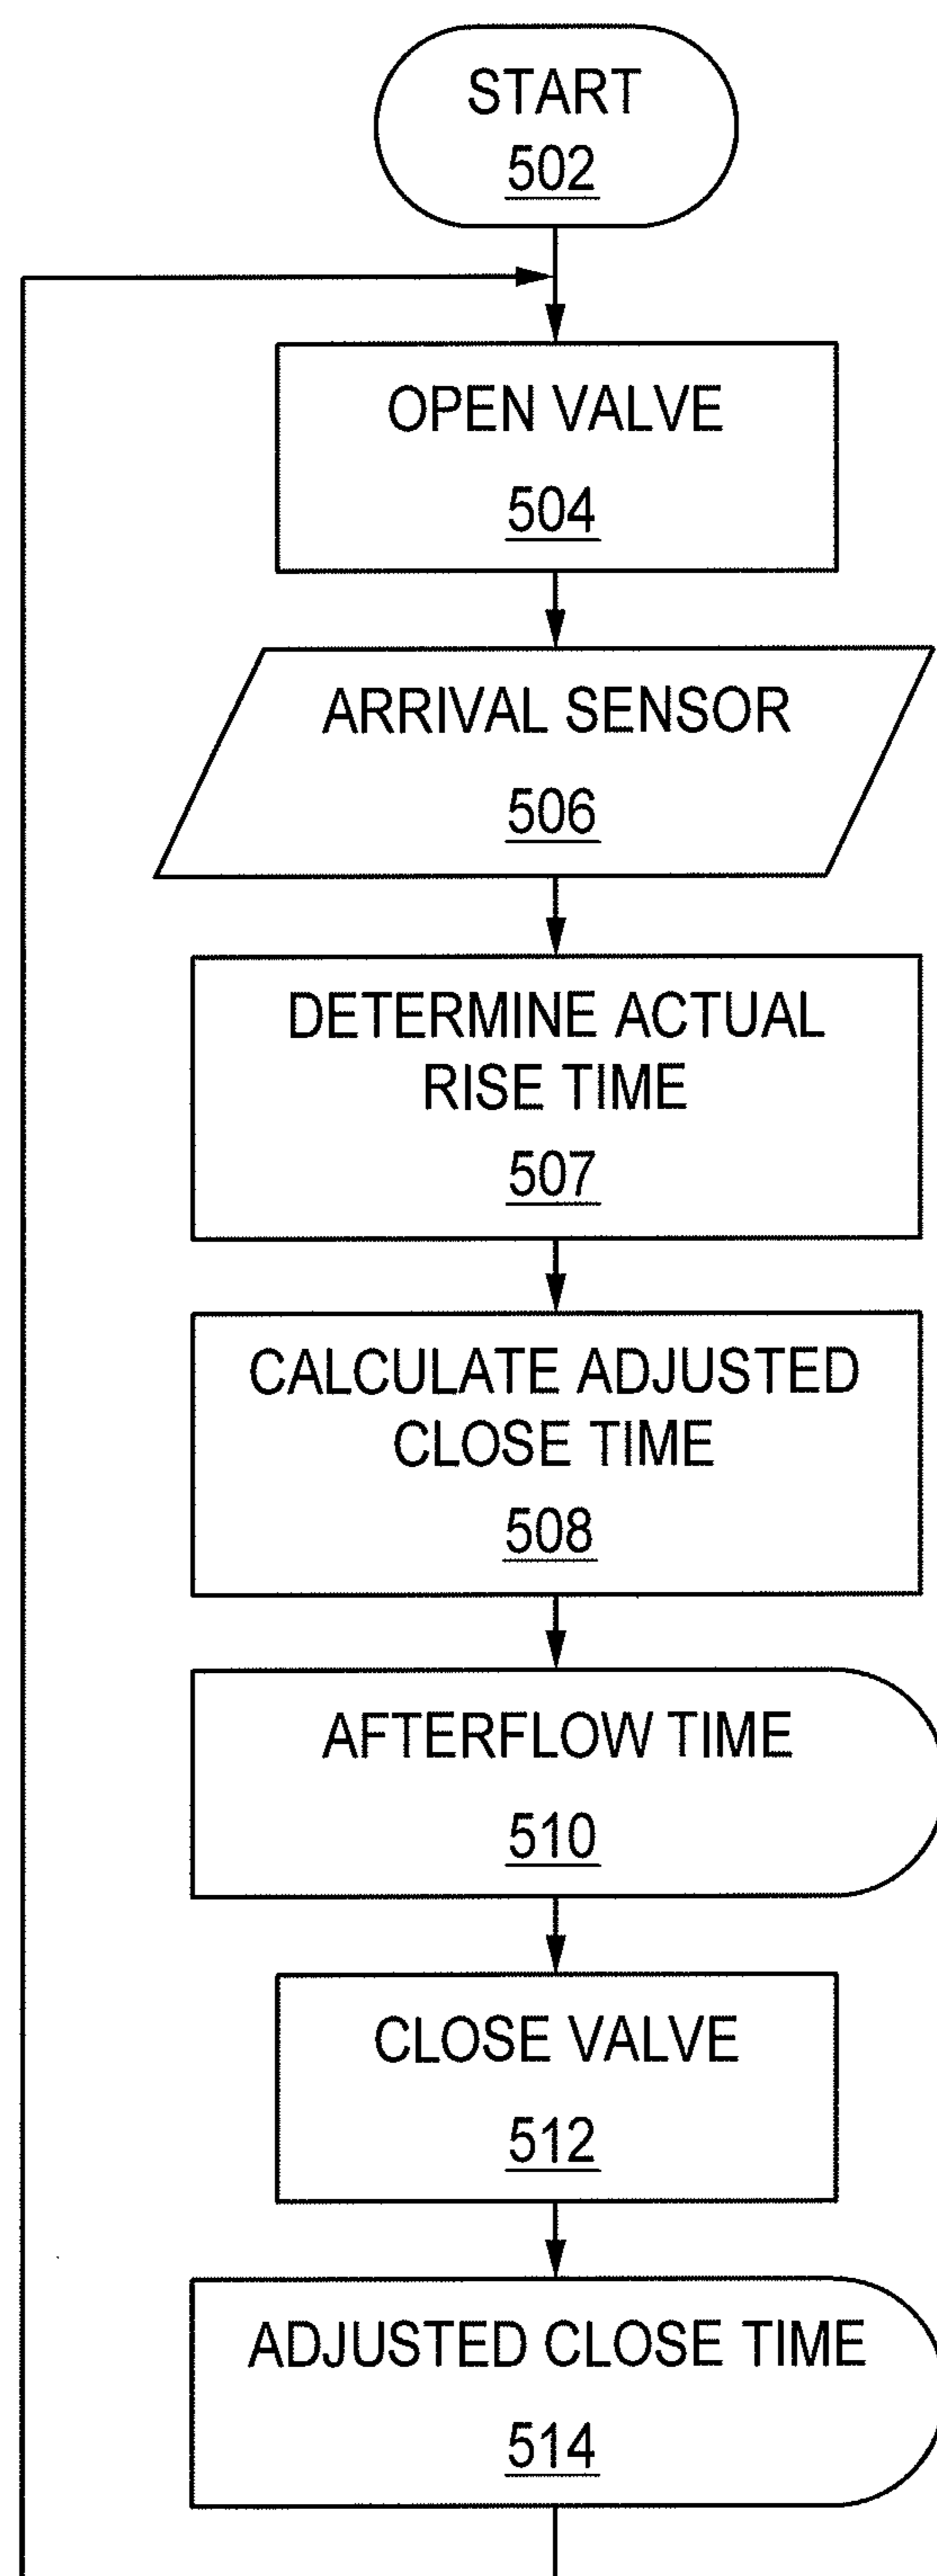 START
502
OPEN VALVE
504
ARRIVAL SENSOR
506
DETERMINE ACTUAL
RISE TIME
507
CALCULATE ADJUSTED
CLOSE TIME
508
AFTERFLOW TIME
510
CLOSE VALVE
512
ADJUSTED CLOSE TIME
514